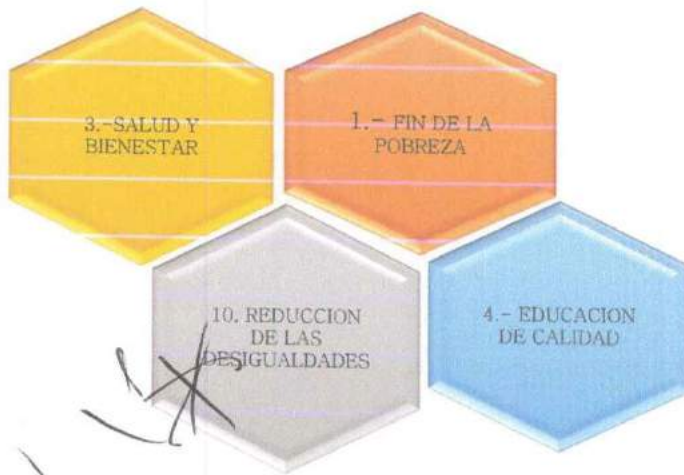 3.-SALUD Y
BIENESTAR
1.- FIN DE LA
POBREZA
10. REDUCCION
DE LAS
DESIGUALDADES
4.- EDUCACION
DE CALIDAD